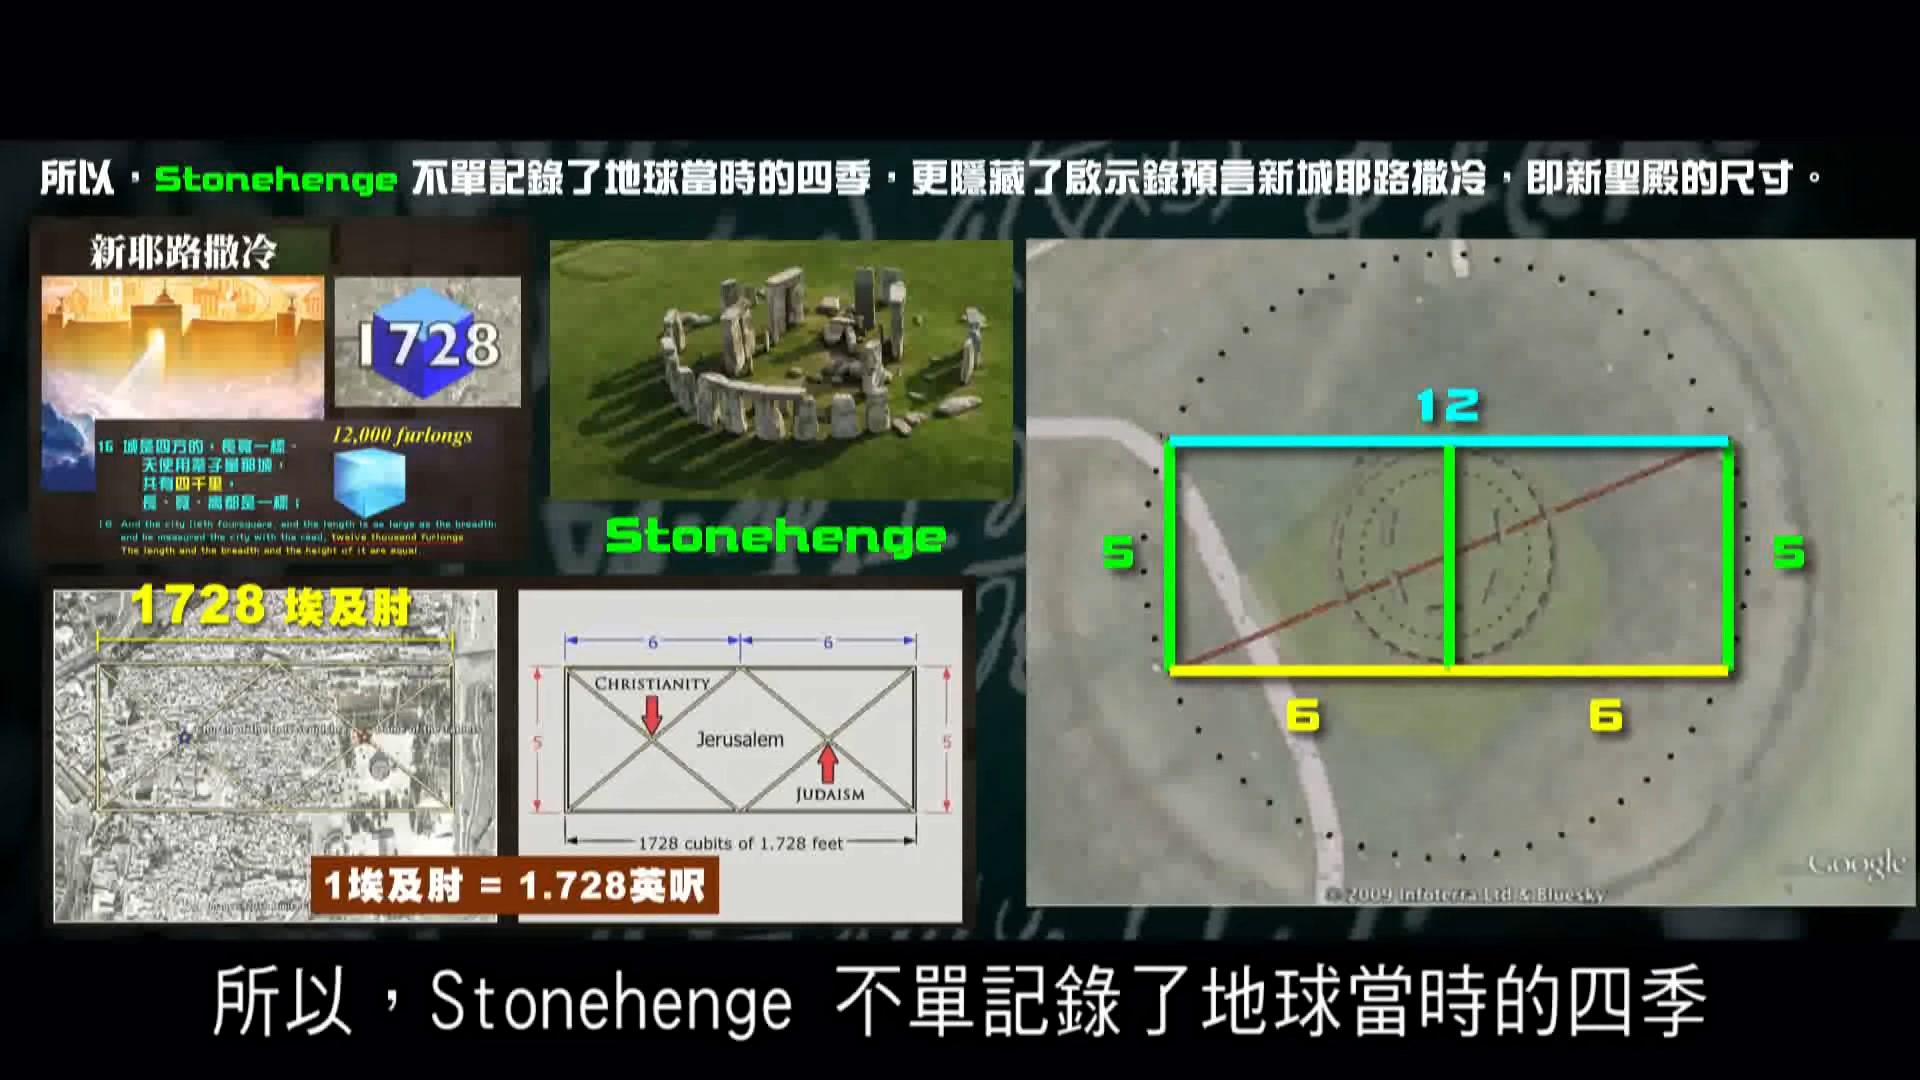 所以，Stonehenge 不單記錄了地球當時的四季，更隱藏了啟示錄預言新城耶路撒冷，即新聖殿的尺寸。
新耶路撒冷
1728
12,000 furlongs
16 城是四方的，長寬一樣。
天使用葦子量那城，
共有四千里，
長、寬、高都是一樣；
16 And the city lieth foursquare, and the length is as large as the breadth:
and he measured the city with the reed, twelve thousand furlongs
The length and the breadth and the height of it are equal.
Stonehenge
1728 埃及肘
6 6
CHRISTIANITY
5 Jerusalem 5
JUDAISM
1728 cubits of 1.728 feet
1埃及肘 = 1.728英呎
12
5 5
6 6
Google
© 2009 Infoterra Ltd & Bluesky
所以，Stonehenge 不單記錄了地球當時的四季